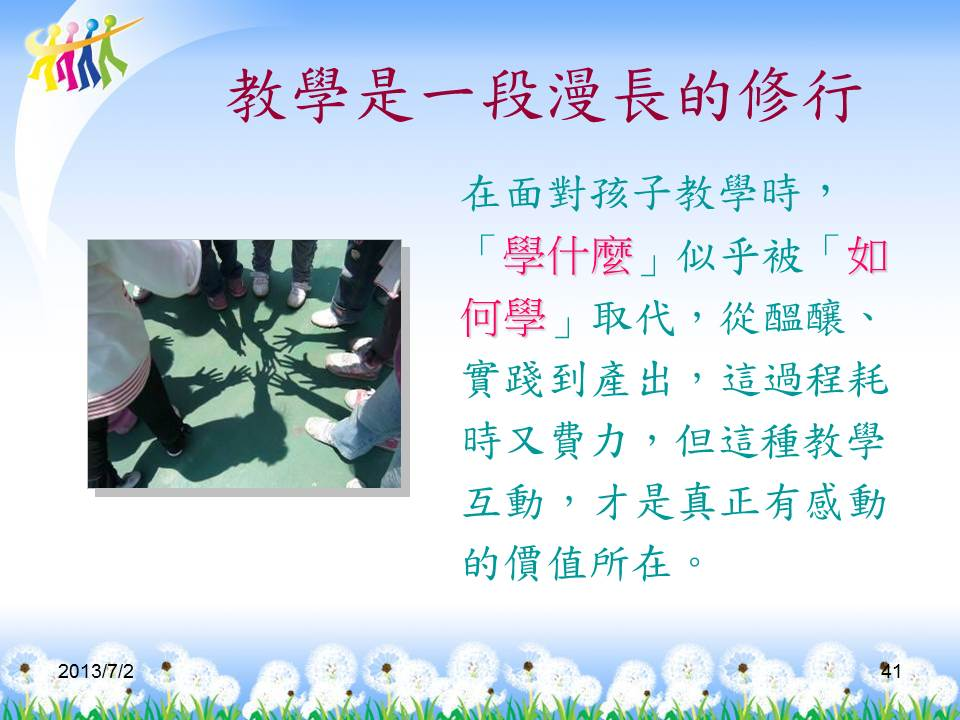 教學是一段漫長的修行
在面對孩子教學時，
「學什麼」似乎被「如
何學」取代，從醞釀、
實踐到產出，這過程耗
時又費力，但這種教學
互動，才是真正有感動
的價值所在。
2013/7/2
41